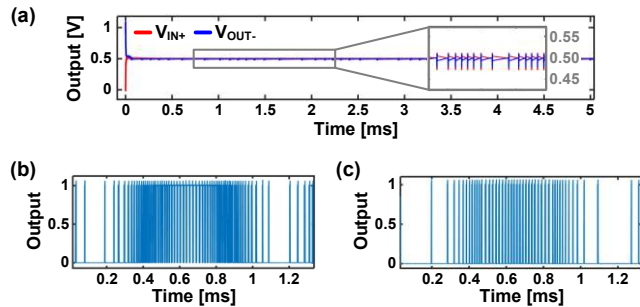 (a)
V_IN+ V_OUT-
Output [V]
1
0.5
0
0.55
0.50
0.45
0 0.5 1 1.5 2 2.5 3 3.5 4 4.5 5
Time [ms]
(b)
Output
1
0.5
0
0.2 0.4 0.6 0.8 1 1.2
Time [ms]
(c)
Output
1
0.5
0
0.2 0.4 0.6 0.8 1 1.2
Time [ms]